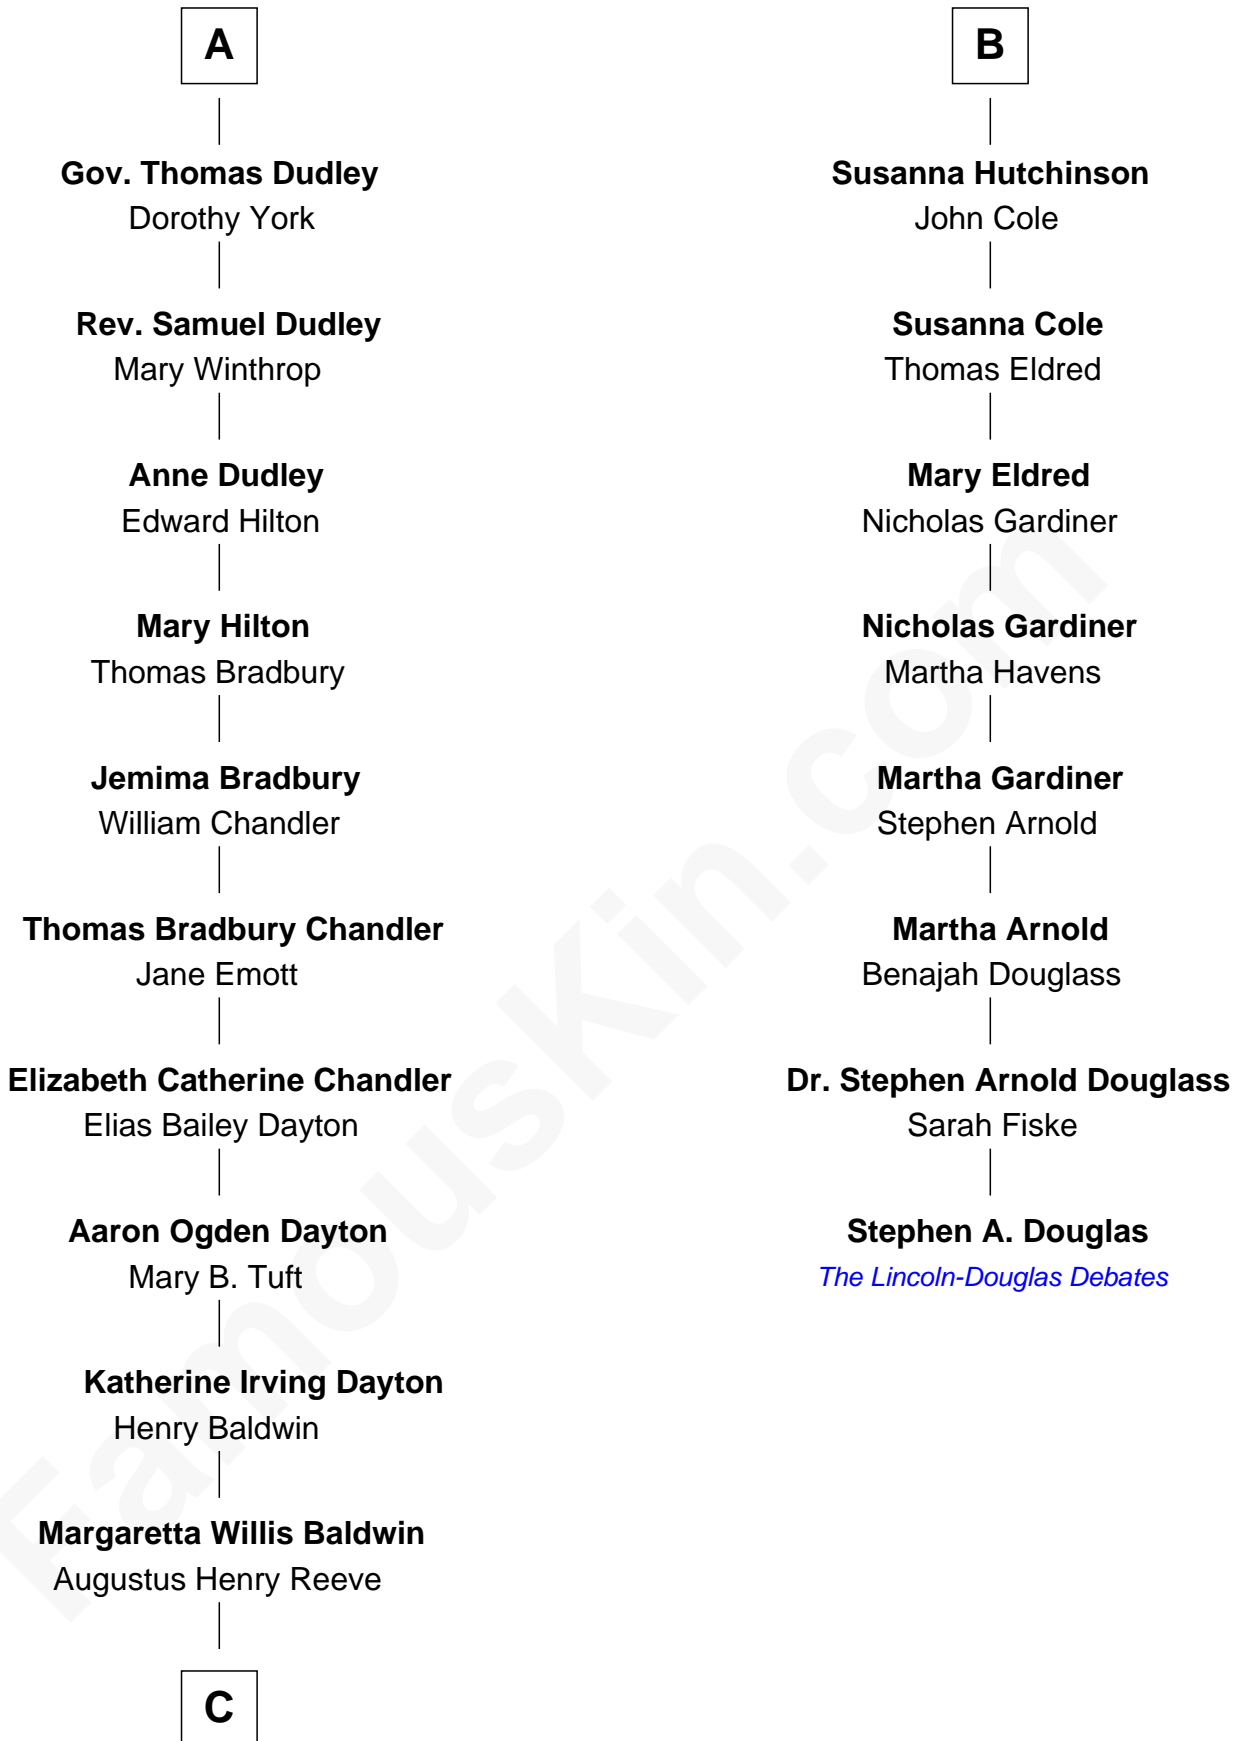 A
Gov. Thomas Dudley
Dorothy York
Rev. Samuel Dudley
Mary Winthrop
Anne Dudley
Edward Hilton
Mary Hilton
Thomas Bradbury
Jemima Bradbury
William Chandler
Thomas Bradbury Chandler
Jane Emott
Elizabeth Catherine Chandler
Elias Bailey Dayton
Aaron Ogden Dayton
Mary B. Tuft
Katherine Irving Dayton
Henry Baldwin
Margaretta Willis Baldwin
Augustus Henry Reeve
C
B
Susanna Hutchinson
John Cole
Susanna Cole
Thomas Eldred
Mary Eldred
Nicholas Gardiner
Nicholas Gardiner
Martha Havens
Martha Gardiner
Stephen Arnold
Martha Arnold
Benajah Douglass
Dr. Stephen Arnold Douglass
Sarah Fiske
Stephen A. Douglas
The Lincoln-Douglas Debates
FamousKin.com